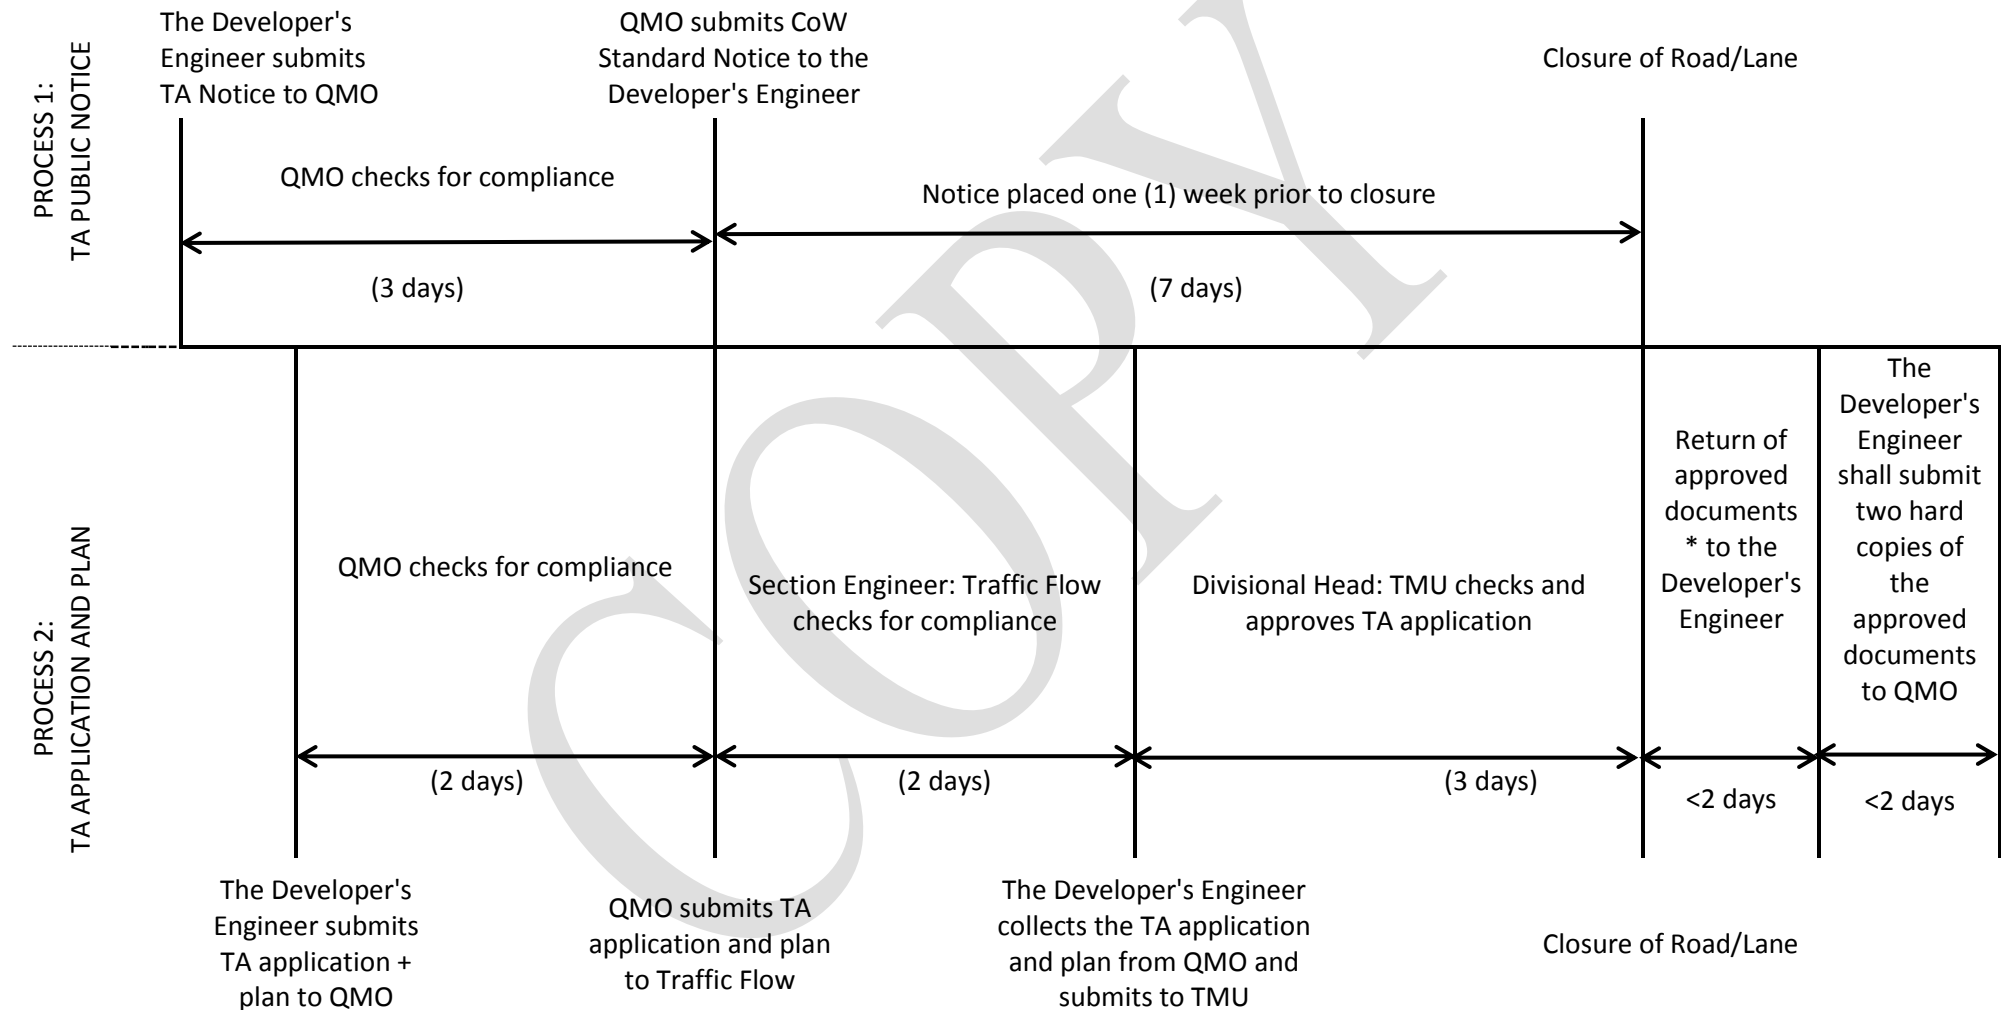 PROCESS 1:
TA PUBLIC NOTICE
The Developer's
Engineer submits
TA Notice to QMO
QMO submits CoW
Standard Notice to the
Developer's Engineer
Closure of Road/Lane
QMO checks for compliance
Notice placed one (1) week prior to closure
(3 days)
(7 days)
PROCESS 2:
TA APPLICATION AND PLAN
QMO checks for compliance
Section Engineer: Traffic Flow
checks for compliance
Divisional Head: TMU checks and
approves TA application
Return of
approved
documents
* to the
Developer's
Engineer
The
Developer's
Engineer
shall submit
two hard
copies of
the
approved
documents
to QMO
(2 days)
(2 days)
(3 days)
<2 days
<2 days
The Developer's
Engineer submits
TA application +
plan to QMO
QMO submits TA
application and plan
to Traffic Flow
The Developer's Engineer
collects the TA application
and plan from QMO and
submits to TMU
Closure of Road/Lane
COPY